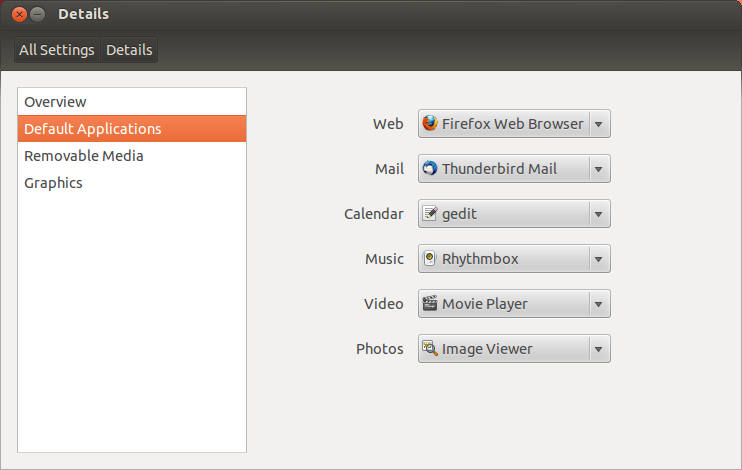 Details
All Settings Details
Overview
Default Applications
Removable Media
Graphics
Web Firefox Web Browser
Mail Thunderbird Mail
Calendar gedit
Music Rhythmbox
Video Movie Player
Photos Image Viewer